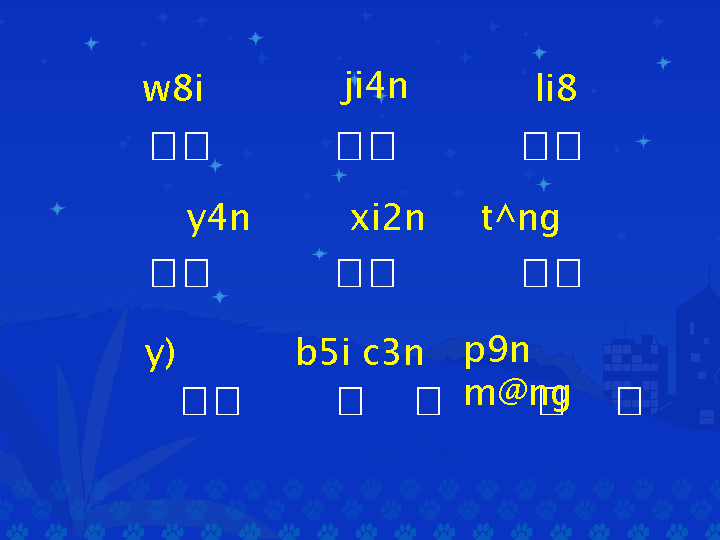 w8i ji4n li8
□□ □□ □□
y4n xi2n t^ng
□□ □□ □□
y) b5i c3n p9n
m@ng
□□ □ □ □ □